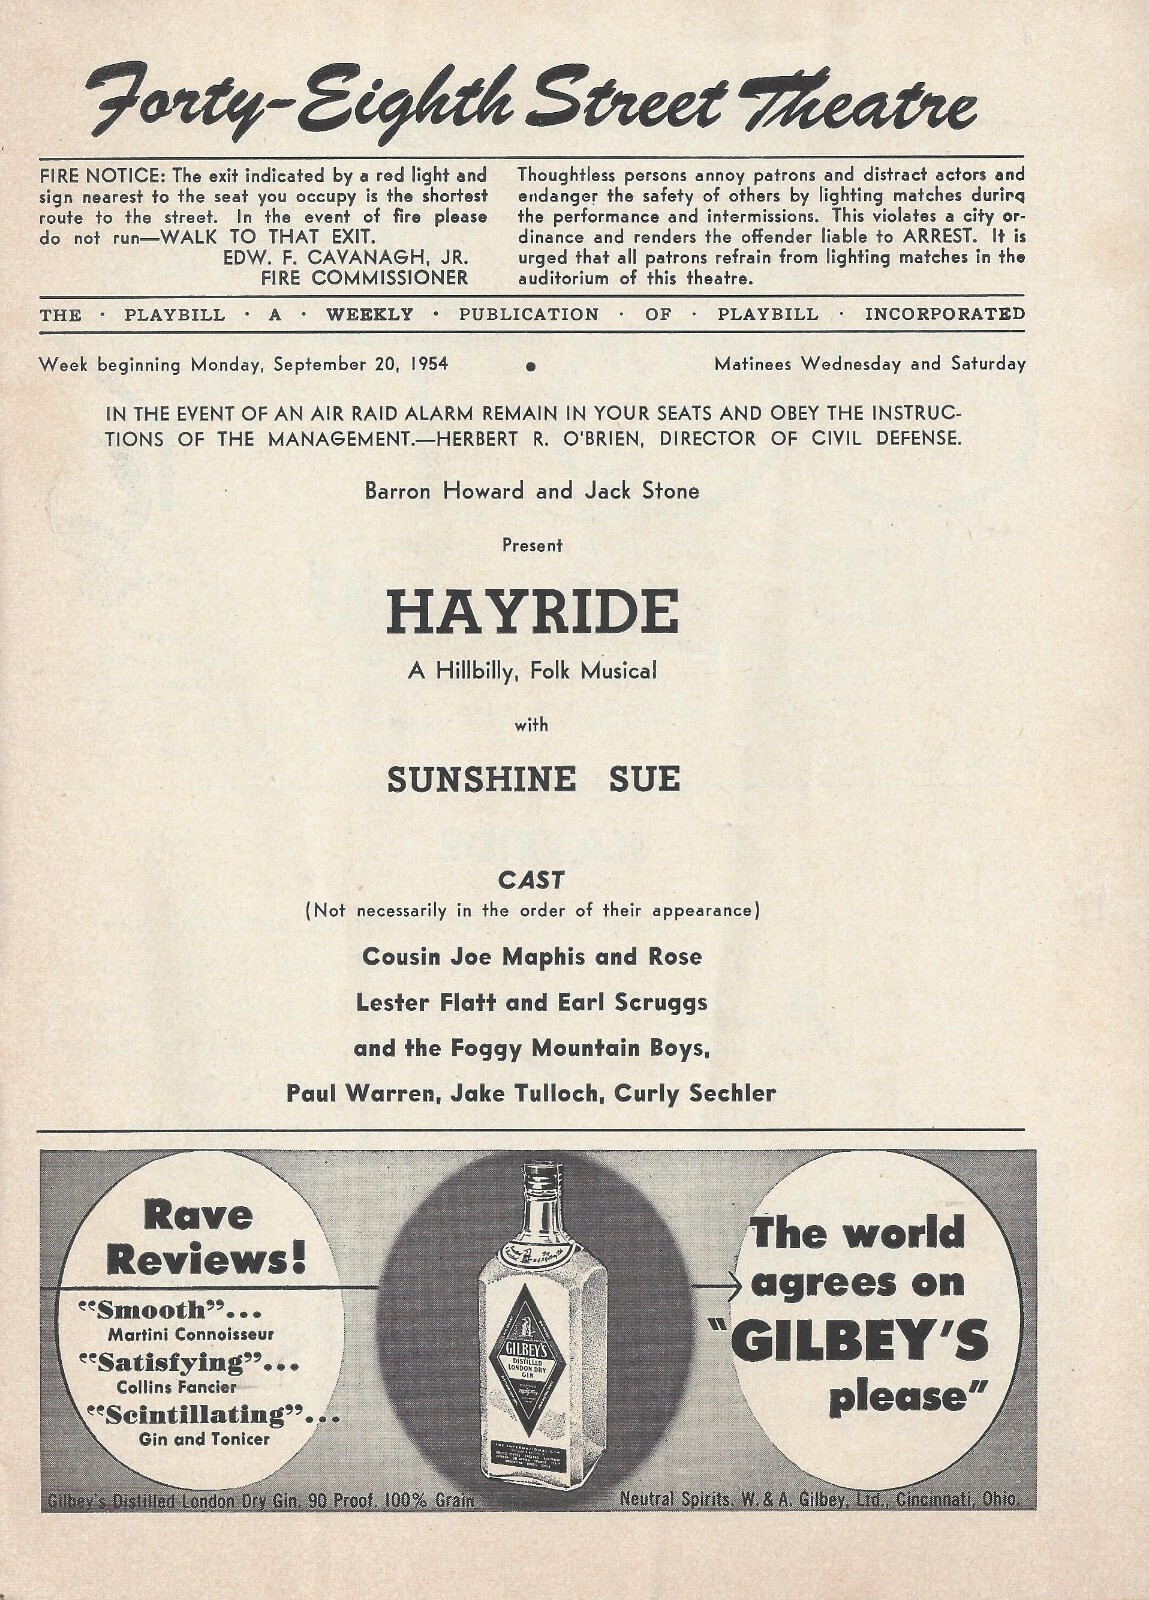 Forty-Eighth Street Theatre
FIRE NOTICE: The exit indicated by a red light and
sign nearest to the seat you occupy is the shortest
route to the street. In the event of fire please
do not run—WALK TO THAT EXIT.
EDW. F. CAVANAGH, JR.
FIRE COMMISSIONER
Thoughtless persons annoy patrons and distract actors and
endanger the safety of others by lighting matches during
the performance and intermissions. This violates a city or-
dinance and renders the offender liable to ARREST. It is
urged that all patrons refrain from lighting matches in the
auditorium of this theatre.
THE · PLAYBILL · A · WEEKLY · PUBLICATION · OF · PLAYBILL · INCORPORATED
Week beginning Monday, September 20, 1954 • Matinees Wednesday and Saturday
IN THE EVENT OF AN AIR RAID ALARM REMAIN IN YOUR SEATS AND OBEY THE INSTRUC-
TIONS OF THE MANAGEMENT.—HERBERT R. O'BRIEN, DIRECTOR OF CIVIL DEFENSE.
Barron Howard and Jack Stone
Present
HAYRIDE
A Hillbilly, Folk Musical
with
SUNSHINE SUE
CAST
(Not necessarily in the order of their appearance)
Cousin Joe Maphis and Rose
Lester Flatt and Earl Scruggs
and the Foggy Mountain Boys,
Paul Warren, Jake Tulloch, Curly Sechler
Rave
Reviews!
"Smooth"...
Martini Connoisseur
"Satisfying"...
Collins Fancier
"Scintillating"...
Gin and Tonicer
GILBEY'S
DISTILLED
LONDON DRY
GIN
The world
agrees on
"GILBEY'S
please"
Gilbey's Distilled London Dry Gin. 90 Proof. 100% Grain Neutral Spirits. W. & A. Gilbey, Ltd., Cincinnati, Ohio.